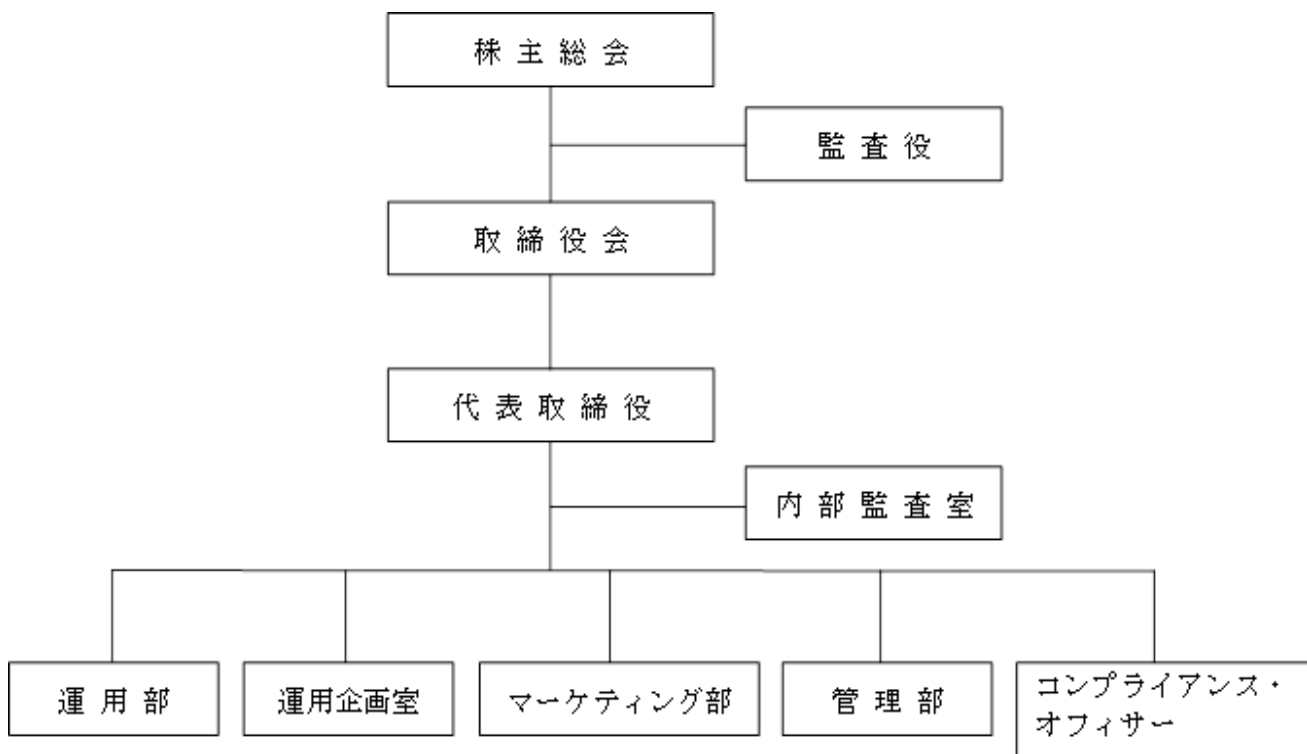 株主総会
監査役
取締役会
代表取締役
内部監査室
運用部
運用企画室
マーケティング部
管理部
コンプライアンス・
オフィサー